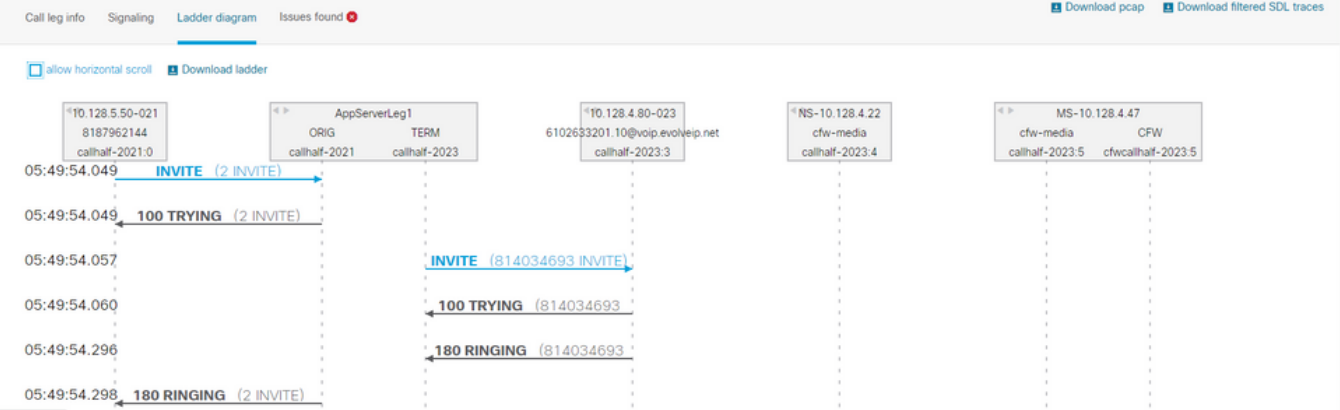 Call leg info Signaling Ladder diagram Issues found Download pcap Download filtered SDL traces
allow horizontal scroll Download ladder
10.128.5.50-021 AppServerLeg1 10.128.4.80-023 NS-10.128.4.22 MS-10.128.4.47
8187962144 ORIG TERM 6102633201.10@voip.evolveip.net cfw-media cfw-media CFW
callhalf-2021:0 callhalf-2021 callhalf-2023 callhalf-2023:3 callhalf-2023:4 callhalf-2023:5 cfwcallhalf-2023:5
05:49:54.049 INVITE (2 INVITE)
05:49:54.049 100 TRYING (2 INVITE)
05:49:54.057 INVITE (814034693 INVITE)
05:49:54.060 100 TRYING (814034693
05:49:54.296 180 RINGING (814034693
05:49:54.298 180 RINGING (2 INVITE)